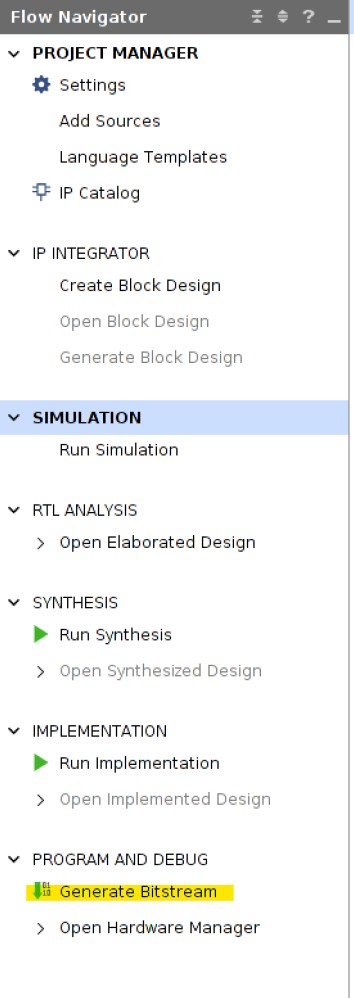 Flow Navigator ?
PROJECT MANAGER
Settings
Add Sources
Language Templates
IP Catalog
IP INTEGRATOR
Create Block Design
Open Block Design
Generate Block Design
SIMULATION
Run Simulation
RTL ANALYSIS
Open Elaborated Design
SYNTHESIS
Run Synthesis
Open Synthesized Design
IMPLEMENTATION
Run Implementation
Open Implemented Design
PROGRAM AND DEBUG
Generate Bitstream
Open Hardware Manager